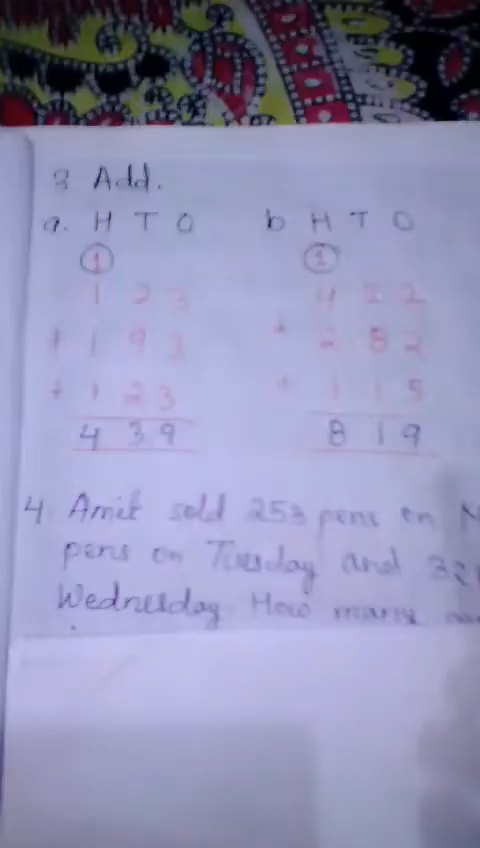 3 Add.
a. H T O b H T O
1 1
1 2 3 4 2 2
+ 1 9 3 + 2 8 2
+ 1 2 3 + 1 1 5
4 3 9 8 1 9
4. Amit sold 253 pens on
pens on Tuesday and
Wednesday. How many